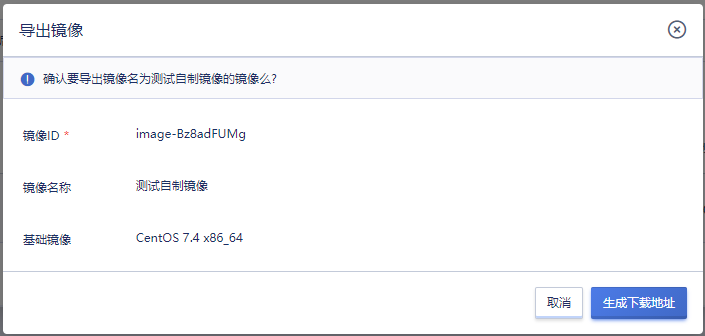 导出镜像
确认要导出镜像名为测试自制镜像的镜像么?
镜像ID * image-Bz8adFUMg
镜像名称 测试自制镜像
基础镜像 CentOS 7.4 x86_64
取消 生成下载地址